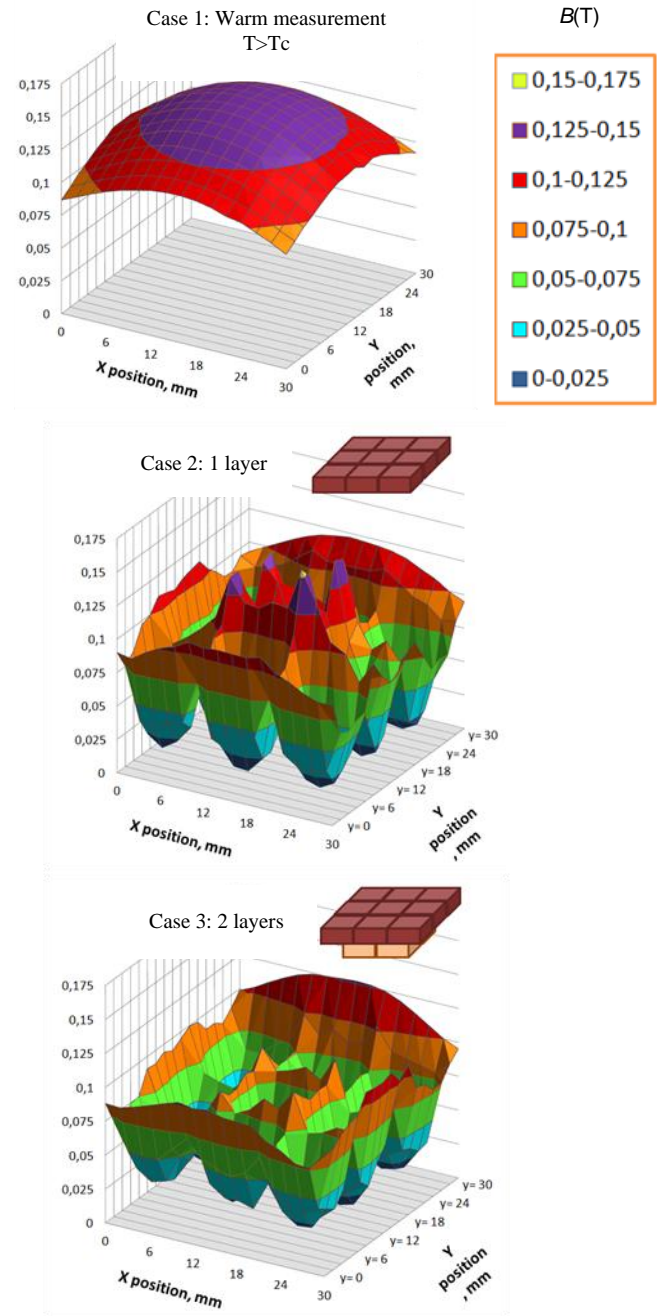 Case 1: Warm measurement
T>Tc
B(T)
0,15-0,175
0,125-0,15
0,1-0,125
0,075-0,1
0,05-0,075
0,025-0,05
0-0,025
0,175
0,15
0,125
0,1
0,075
0,05
0,025
0
0
6
12
18
24
30
X position, mm
0
6
12
18
24
30
Y
position,
mm
Case 2: 1 layer
0,175
0,15
0,125
0,1
0,075
0,05
0,025
0
0
6
12
18
24
30
X position, mm
y= 0
y= 6
y= 12
y= 18
y= 24
y= 30
Y
position
, mm
Case 3: 2 layers
0,175
0,15
0,125
0,1
0,075
0,05
0,025
0
0
6
12
18
24
30
X position, mm
y= 0
y= 6
y= 12
y= 18
y= 24
y= 30
Y
position
, mm